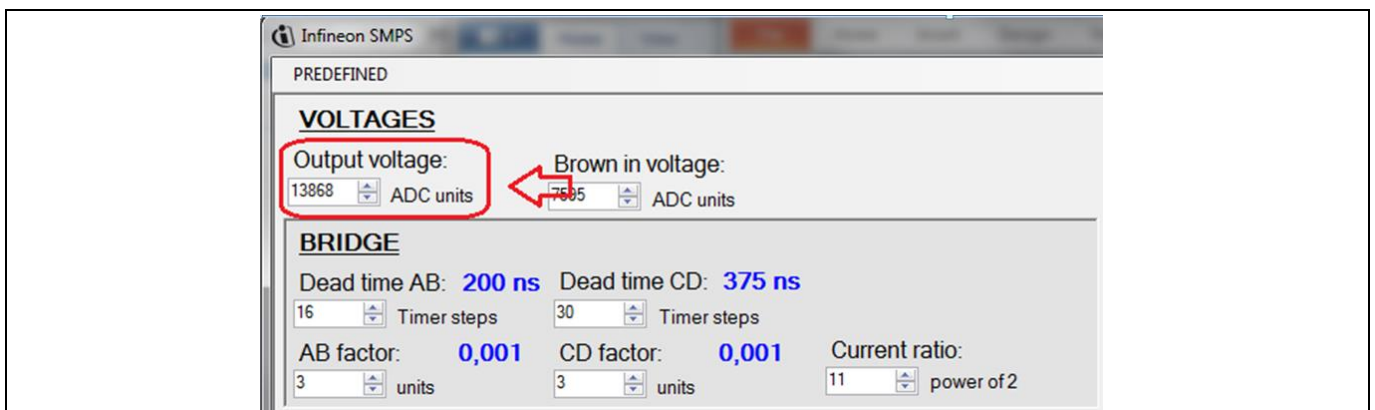 Infineon SMPS
PREDEFINED
VOLTAGES
Output voltage: Brown in voltage:
13868 ADC units ADC units
BRIDGE
Dead time AB: 200 ns Dead time CD: 375 ns
16 Timer steps 30 Timer steps
AB factor: 0,001 CD factor: 0,001 Current ratio:
3 units 3 units 11 power of 2